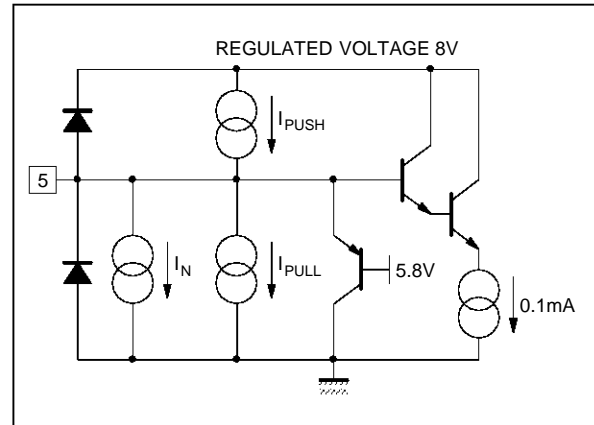 REGULATED VOLTAGE 8V
I_PUSH
5
I_N
I_PULL
5.8V
0.1mA